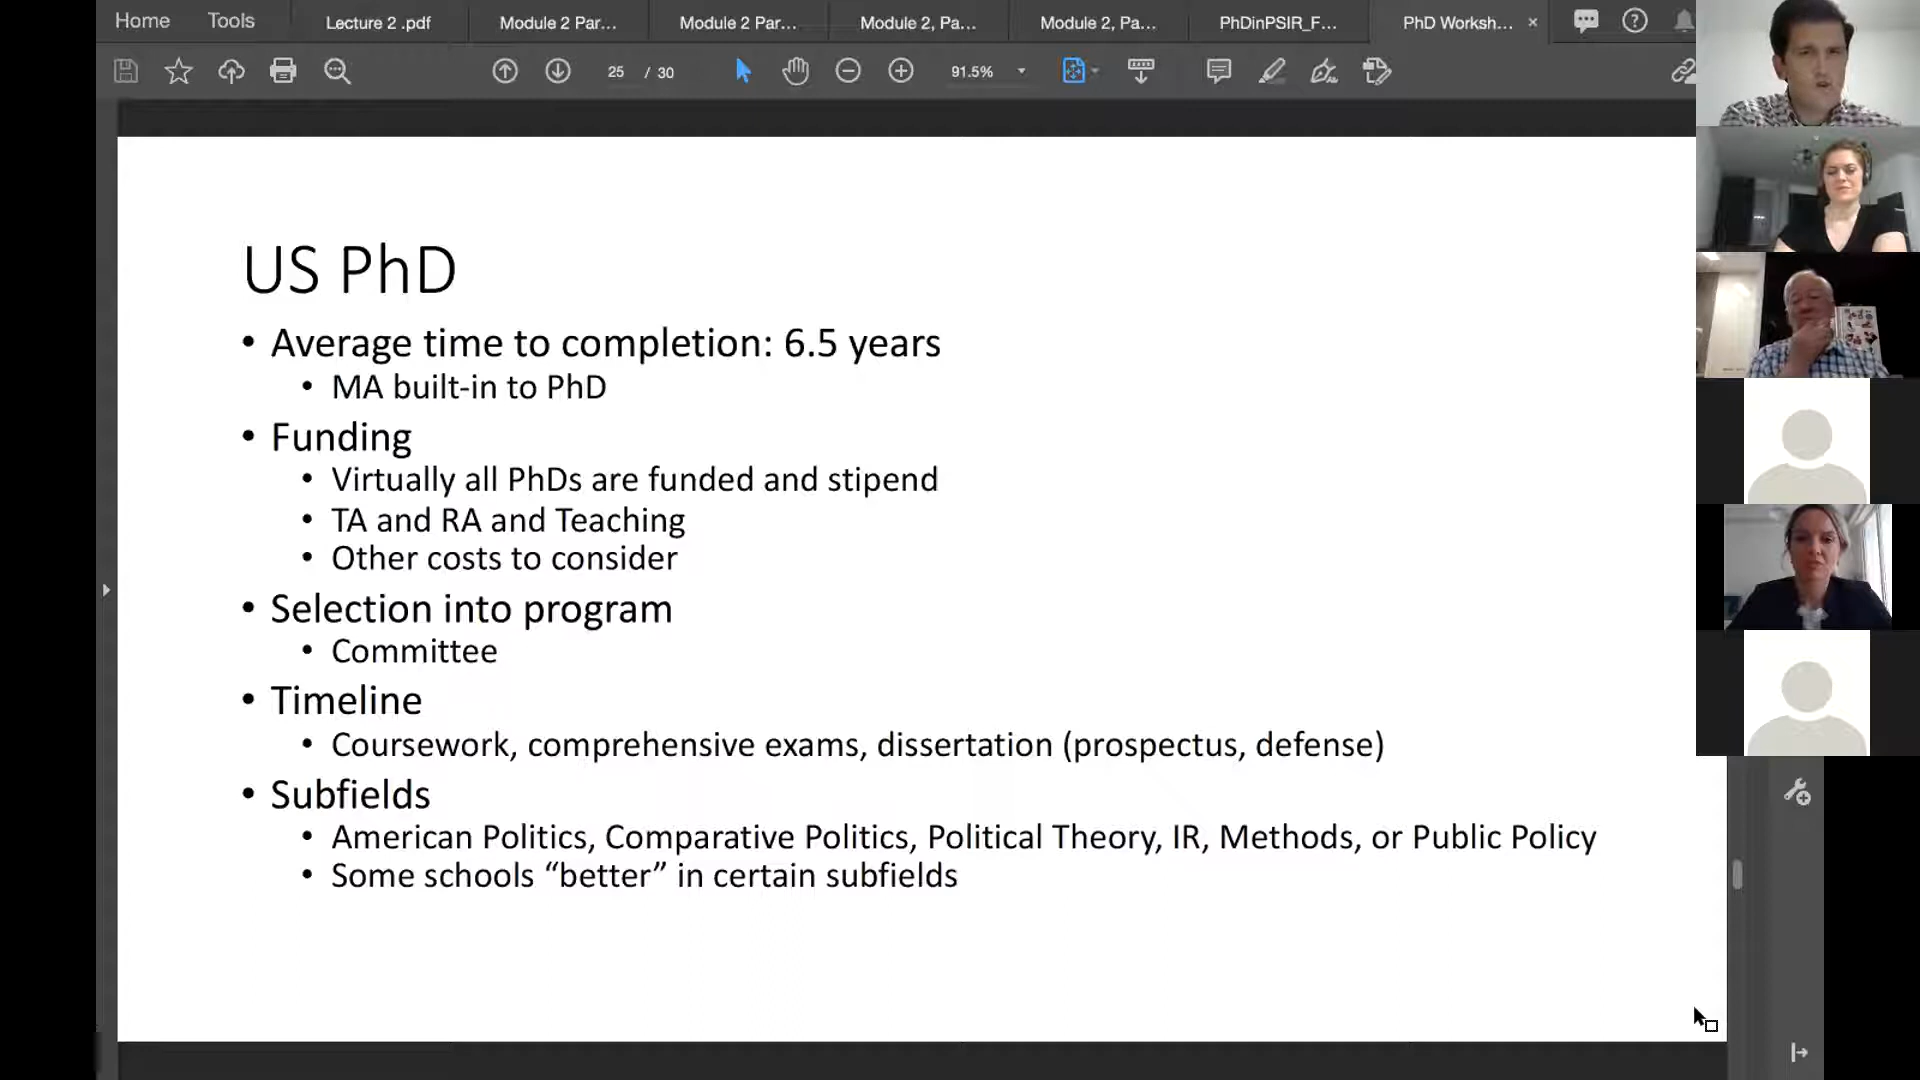 Home
Tools
Lecture 2 .pdf
Module 2 Par...
Module 2 Par...
Module 2, Pa...
Module 2, Pa...
PhDinPSIR_F...
PhD Worksh...
25 / 30
91.5%
US PhD
• Average time to completion: 6.5 years
• MA built-in to PhD
• Funding
• Virtually all PhDs are funded and stipend
• TA and RA and Teaching
• Other costs to consider
• Selection into program
• Committee
• Timeline
• Coursework, comprehensive exams, dissertation (prospectus, defense)
• Subfields
• American Politics, Comparative Politics, Political Theory, IR, Methods, or Public Policy
• Some schools “better” in certain subfields